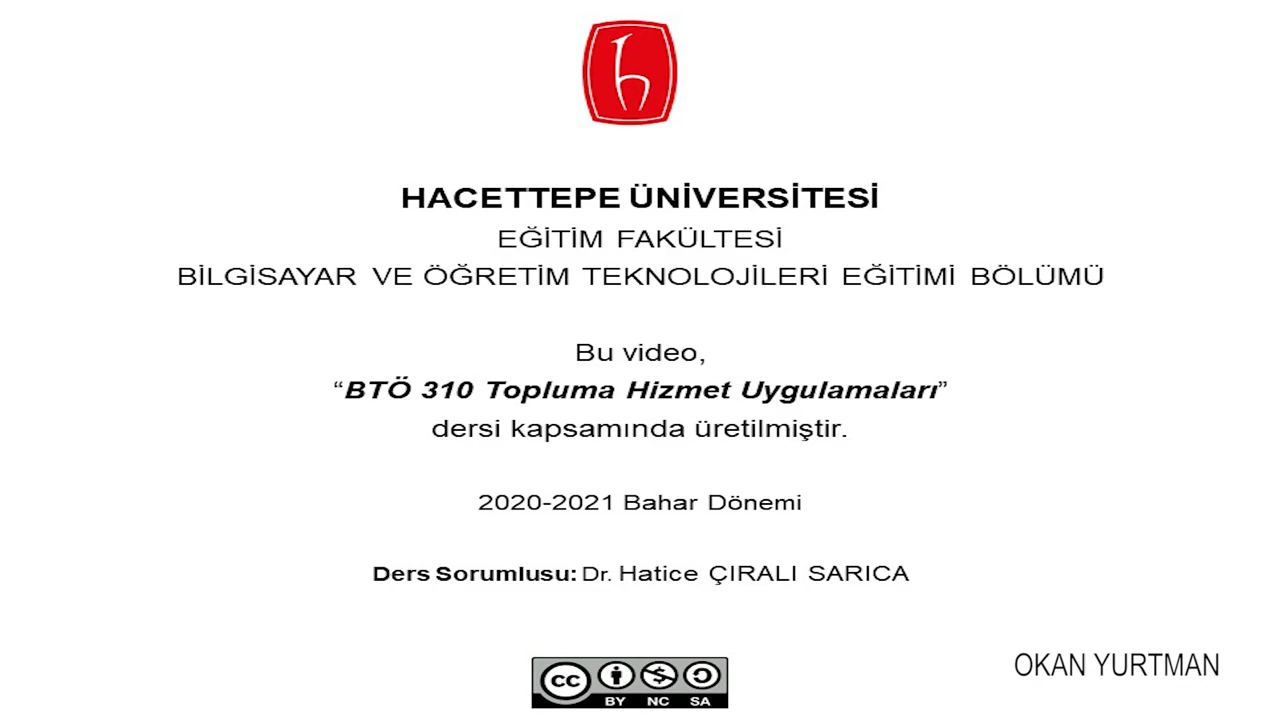 HACETTEPE ÜNİVERSİTESİ
EĞİTİM FAKÜLTESİ
BİLGİSAYAR VE ÖĞRETİM TEKNOLOJİLERİ EĞİTİMİ BÖLÜMÜ
Bu video,
“BTÖ 310 Topluma Hizmet Uygulamaları”
dersi kapsamında üretilmiştir.
2020-2021 Bahar Dönemi
Ders Sorumlusu: Dr. Hatice ÇIRALI SARICA
OKAN YURTMAN
cc
BY NC SA